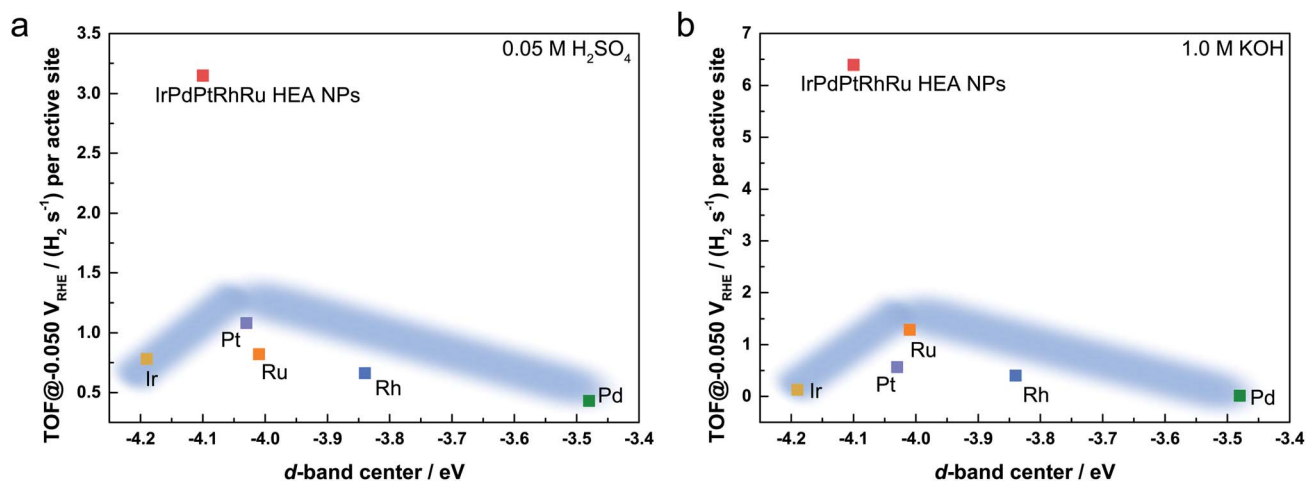 a
0.05 M H₂SO₄
TOF@-0.050 V_RHE / (H₂ s⁻¹) per active site
3.5
3.0
2.5
2.0
1.5
1.0
0.5
IrPdPtRhRu HEA NPs
Ir
Pt
Ru
Rh
Pd
-4.2 -4.1 -4.0 -3.9 -3.8 -3.7 -3.6 -3.5 -3.4
d-band center / eV
b
1.0 M KOH
TOF@-0.050 V_RHE / (H₂ s⁻¹) per active site
7
6
5
4
3
2
1
0
IrPdPtRhRu HEA NPs
Ir
Pt
Ru
Rh
Pd
-4.2 -4.1 -4.0 -3.9 -3.8 -3.7 -3.6 -3.5 -3.4
d-band center / eV